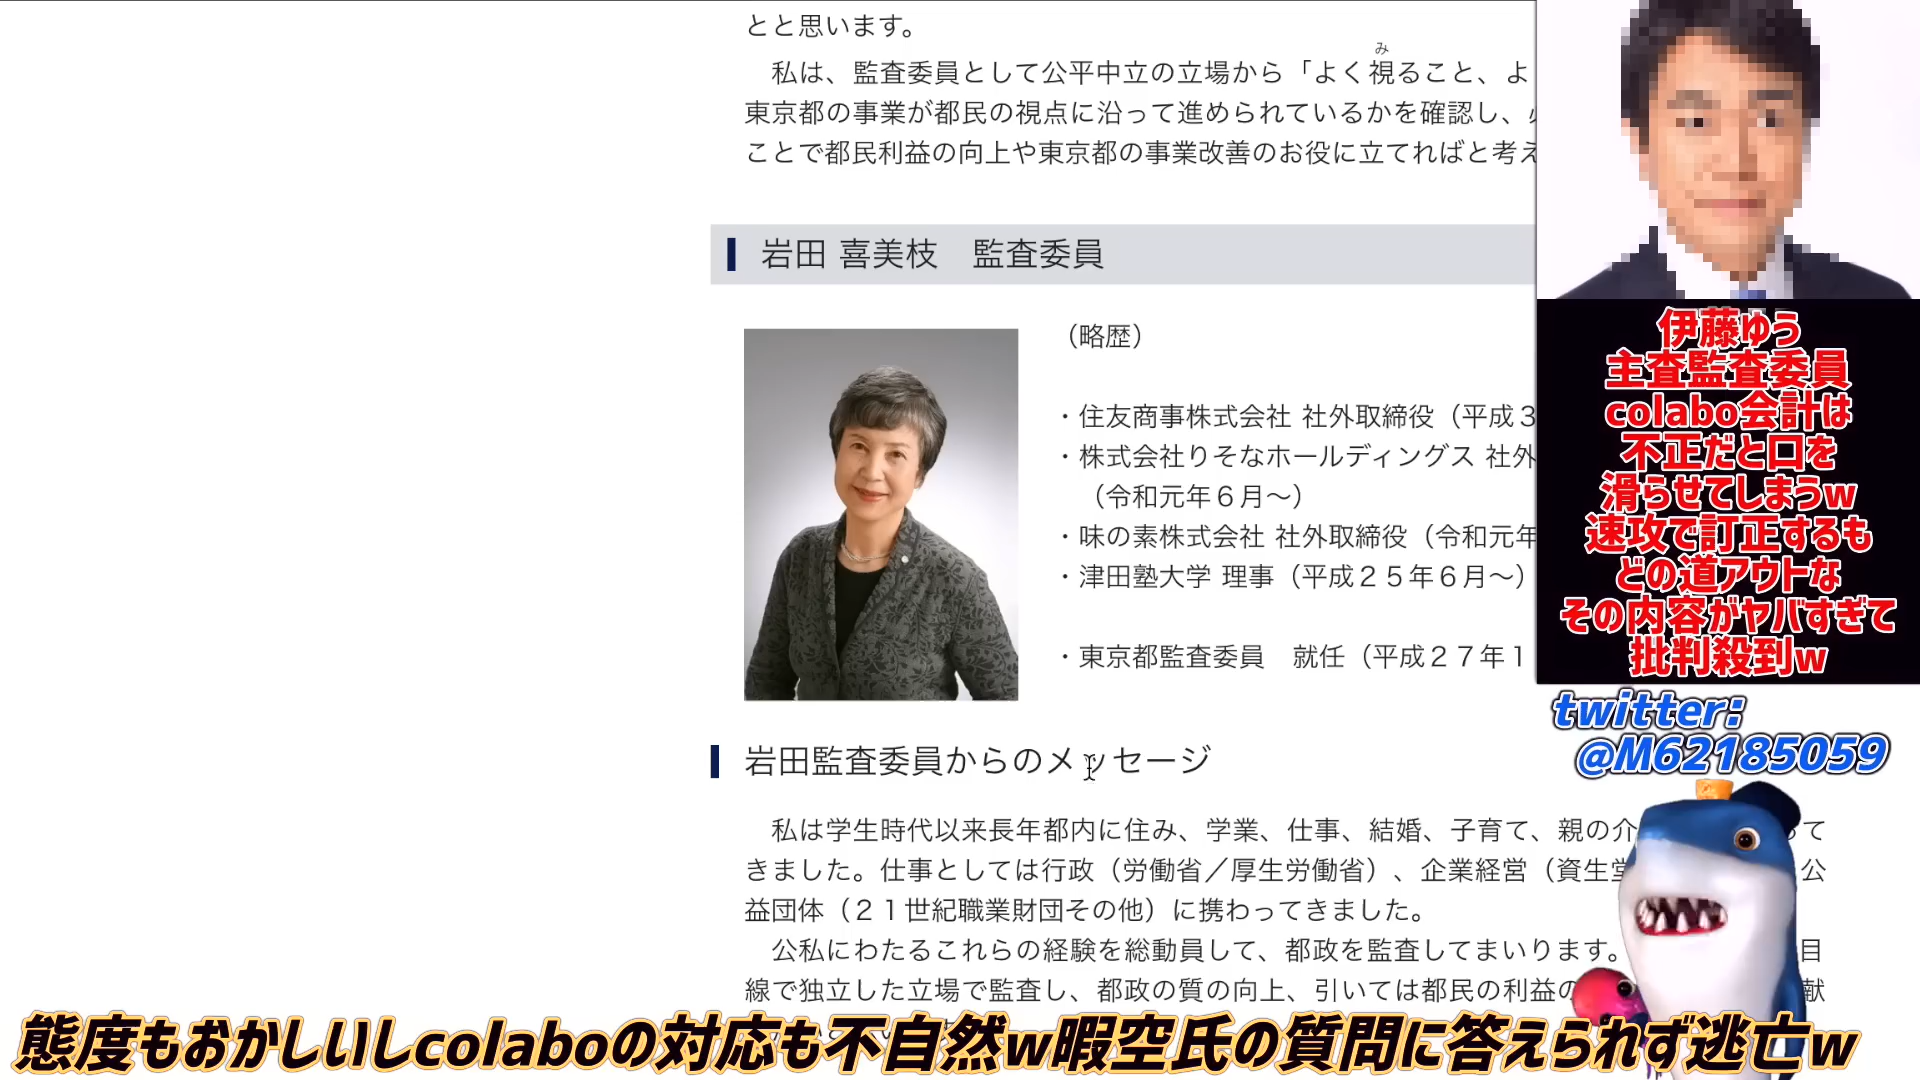 とと思います。
み
私は、監査委員として公平中立の立場から「よく視ること、よ
東京都の事業が都民の視点に沿って進められているかを確認し、
ことで都民利益の向上や東京都の事業改善のお役に立てればと考え
岩田 喜美枝　監査委員
（略歴）
・住友商事株式会社 社外取締役（平成３
・株式会社りそなホールディングス 社外
（令和元年６月～）
・味の素株式会社 社外取締役（令和元年
・津田塾大学 理事（平成２５年６月～）
・東京都監査委員　就任（平成２７年１
岩田監査委員からのメッセージ
私は学生時代以来長年都内に住み、学業、仕事、結婚、子育て、親の介 って
きました。仕事としては行政（労働省／厚生労働省）、企業経営（資生堂 公
益団体（２１世紀職業財団その他）に携わってきました。
公私にわたるこれらの経験を総動員して、都政を監査してまいります。 目
線で独立した立場で監査し、都政の質の向上、引いては都民の利益の 献
伊藤ゆう
主査監査委員
colabo会計は
不正だと口を
滑らせてしまうw
速攻で訂正するも
どの道アウトな
その内容がヤバすぎて
批判殺到w
twitter:
@M62185059
態度もおかしいしcolaboの対応も不自然w暇空氏の質問に答えられず逃亡w